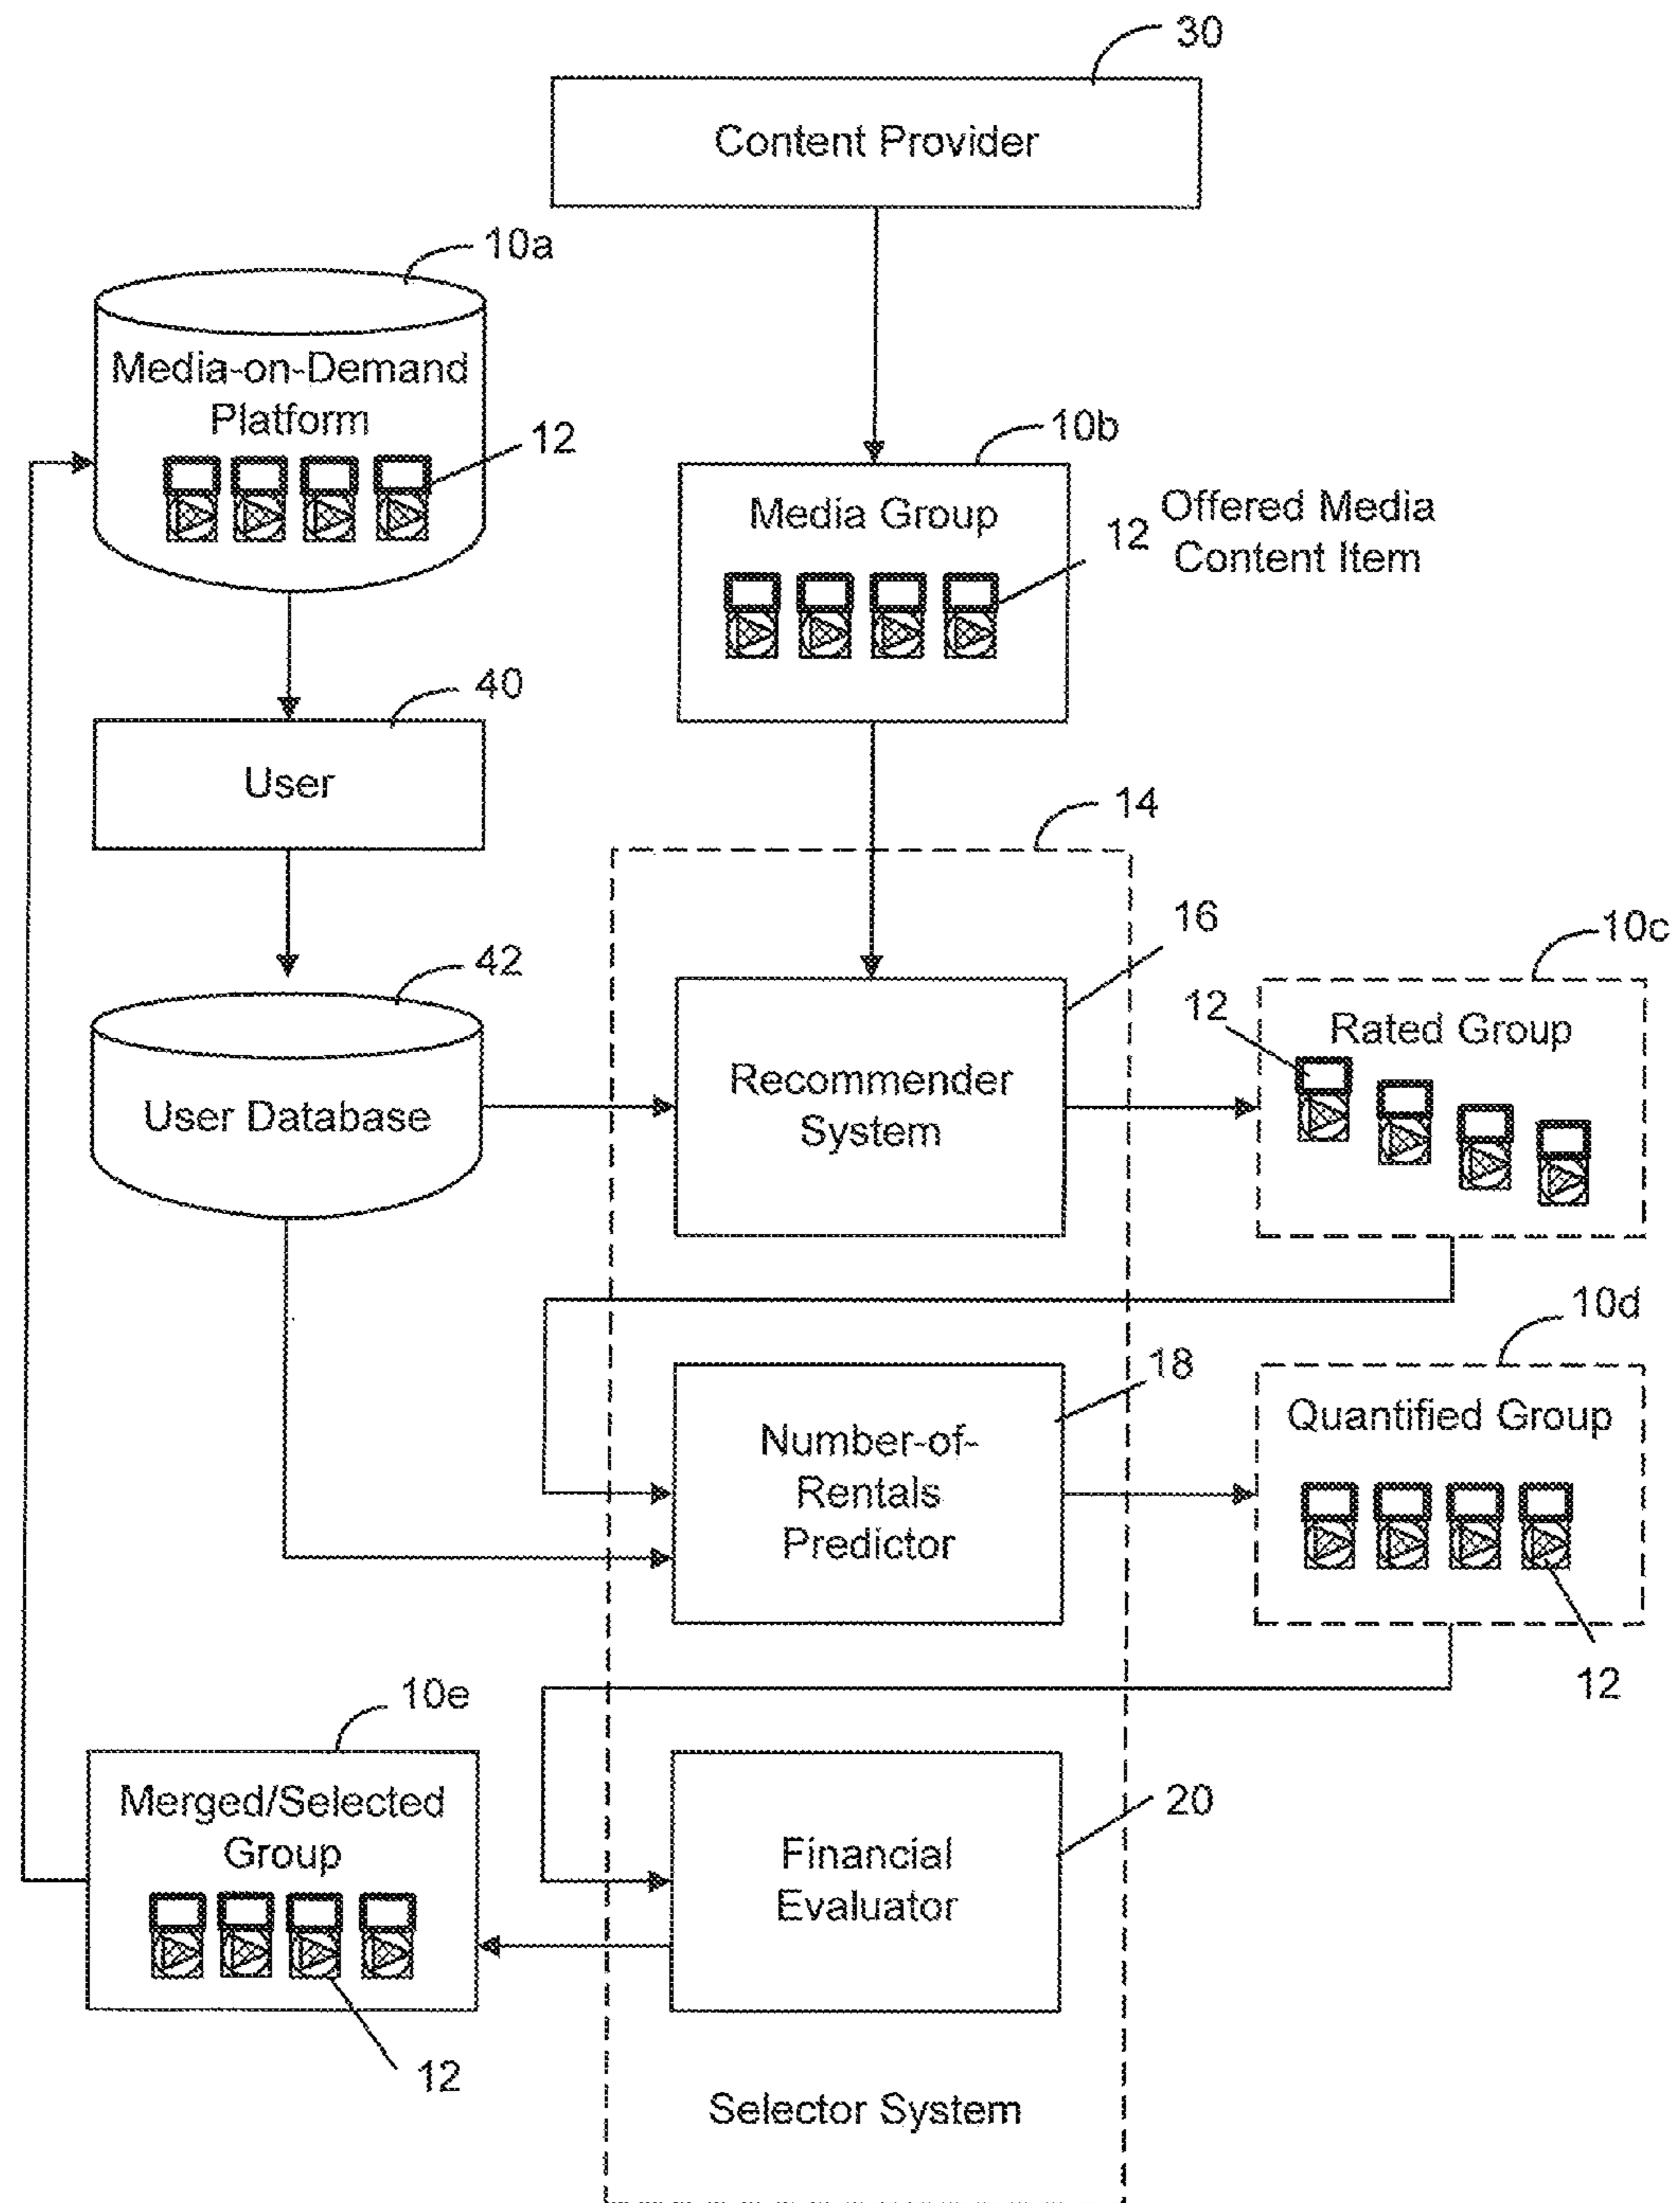 30
Content Provider
10a
Media-on-Demand
Platform
12
10b
Media Group
12
Offered Media
Content Item
40
User
14
42
User Database
16
Recommender
System
10c
12
Rated Group
18
Number-of-
Rentals
Predictor
10d
Quantified Group
12
10e
Merged/Selected
Group
12
20
Financial
Evaluator
Selector System